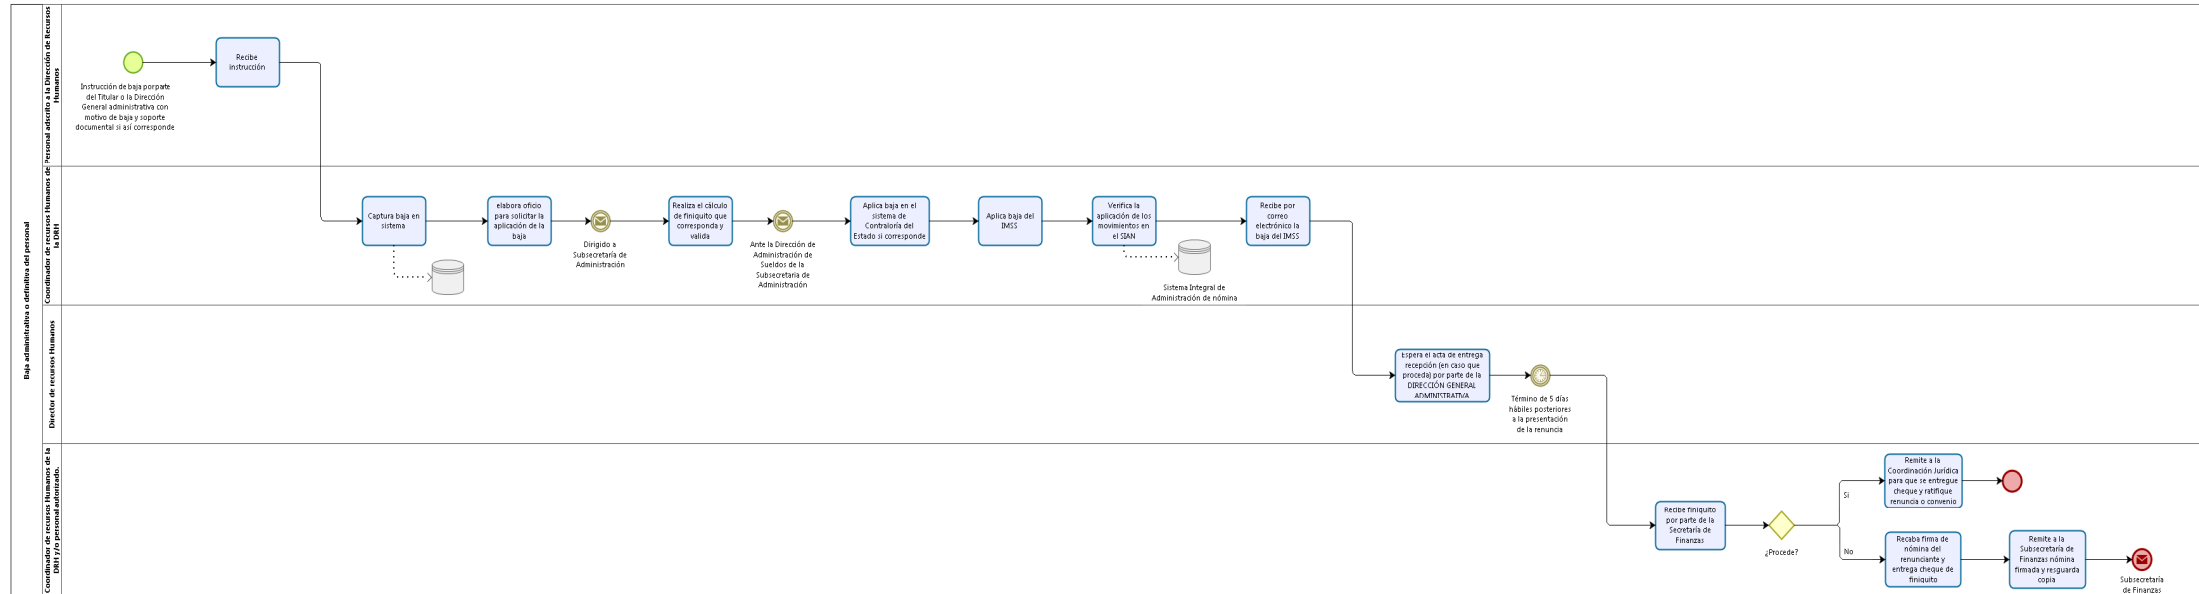 Baja administrativa o definitiva del personal
Personal adscrito a la Dirección de Recursos
Humanos
Instrucción de baja porparte
del Titular o la Dirección
General administrativa con
motivo de baja y soporte
documental si así corresponde
Recibe
instrucción
Coordinador de recursos Humanos de
la DRH
Captura baja en
sistema
elabora oficio
para solicitar la
aplicación de la
baja
Dirigido a
Subsecretaría de
Administración
Realiza el cálculo
de finiquito que
corresponda y
valida
Ante la Dirección de
Administración de
Sueldos de la
Subsecretaria de
Administración
Aplica baja en el
sistema de
Contraloría del
Estado si corresponde
Aplica baja del
IMSS
Verifica la
aplicación de los
movimientos en
el SIAN
Sistema Integral de
Administración de nómina
Recibe por
correo
electrónico la
baja del IMSS
Director de recursos Humanos
Espera el acta de entrega
recepción (en caso que
proceda) por parte de la
DIRECCIÓN GENERAL
ADMINISTRATIVA
Término de 5 días
hábiles posteriores
a la presentación
de la renuncia
Coordinador de recursos Humanos de la
DRH y/o personal autorizado.
Recibe finiquito
por parte de la
Secretaría de
Finanzas
¿Procede?
Si
Remite a la
Coordinación Jurídica
para que se entregue
cheque y ratifique
renuncia o convenio
No
Recaba firma de
nómina del
renunciante y
entrega cheque de
finiquito
Remite a la
Subsecretaría de
Finanzas nómina
firmada y resguarda
copia
Subsecretaría
de Finanzas